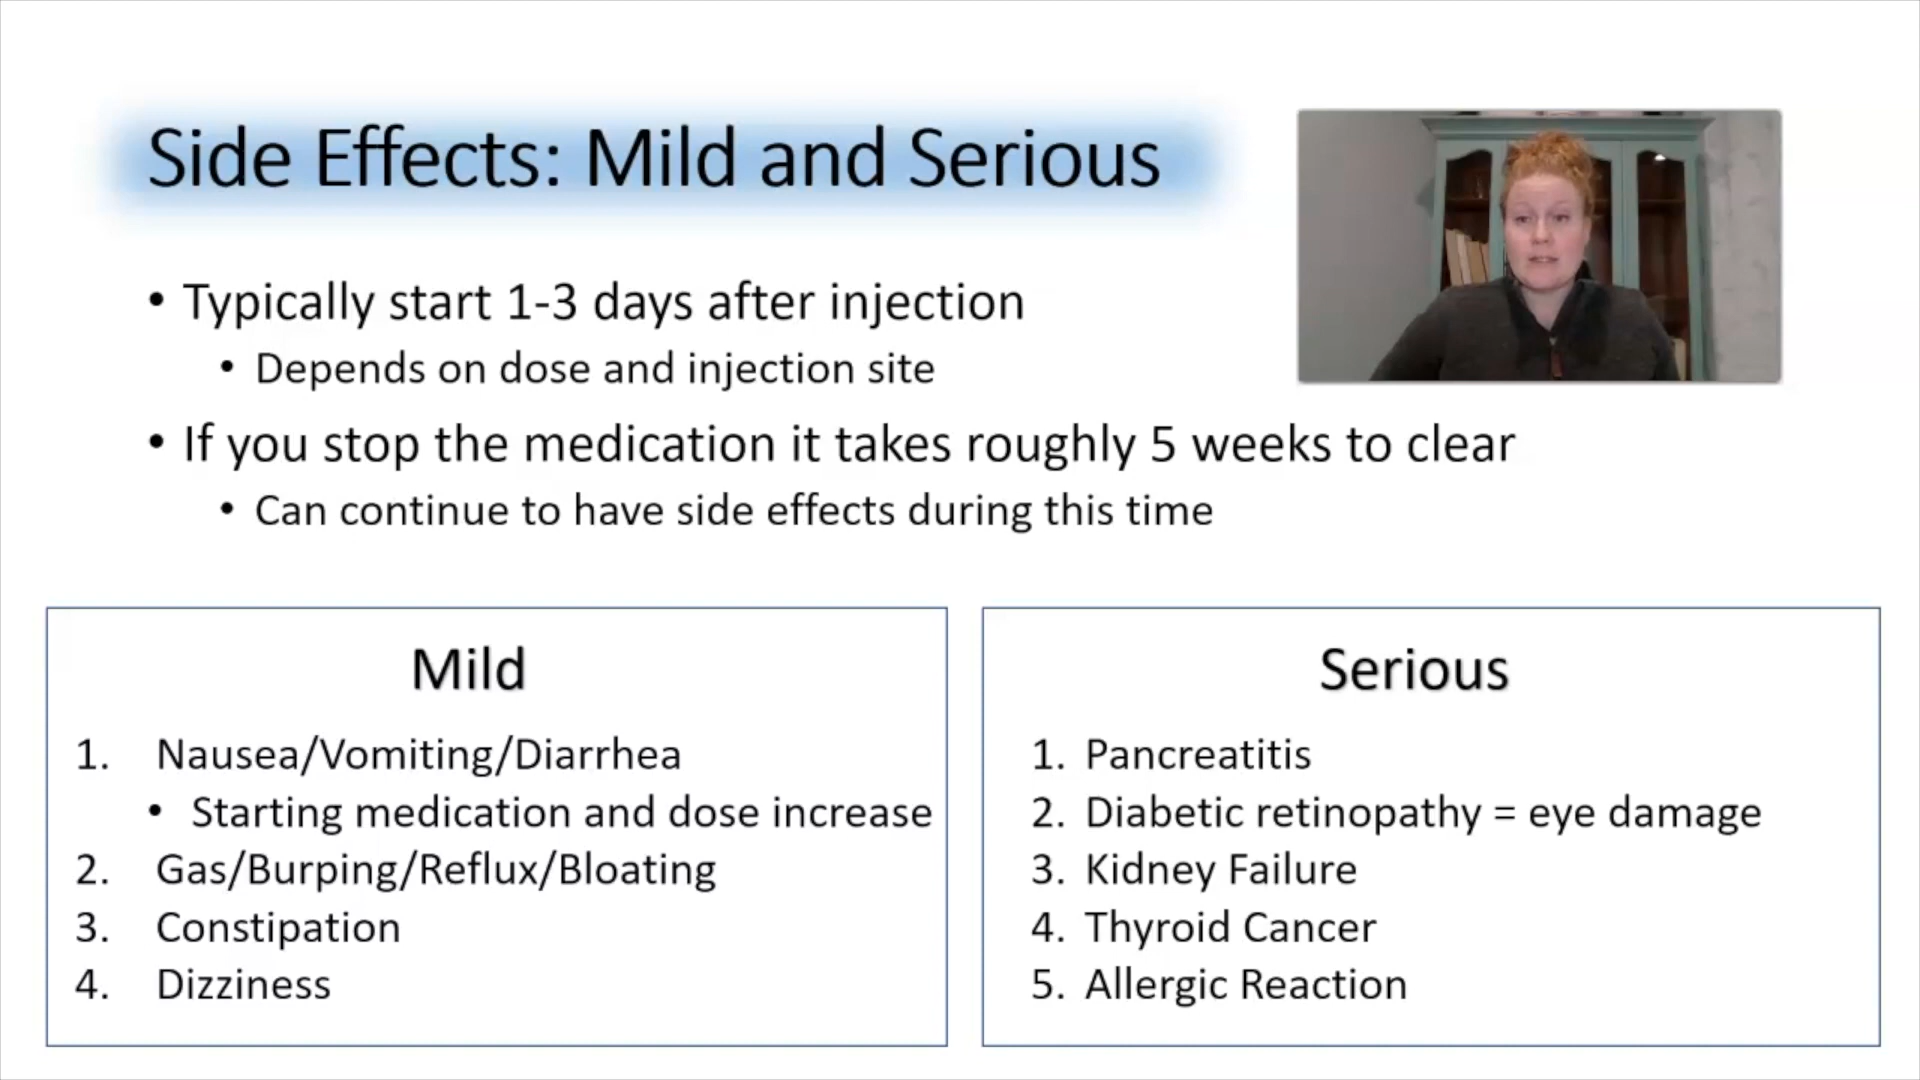 Side Effects: Mild and Serious
• Typically start 1-3 days after injection
• Depends on dose and injection site
• If you stop the medication it takes roughly 5 weeks to clear
• Can continue to have side effects during this time
Mild
1. Nausea/Vomiting/Diarrhea
• Starting medication and dose increase
2. Gas/Burping/Reflux/Bloating
3. Constipation
4. Dizziness
Serious
1. Pancreatitis
2. Diabetic retinopathy = eye damage
3. Kidney Failure
4. Thyroid Cancer
5. Allergic Reaction